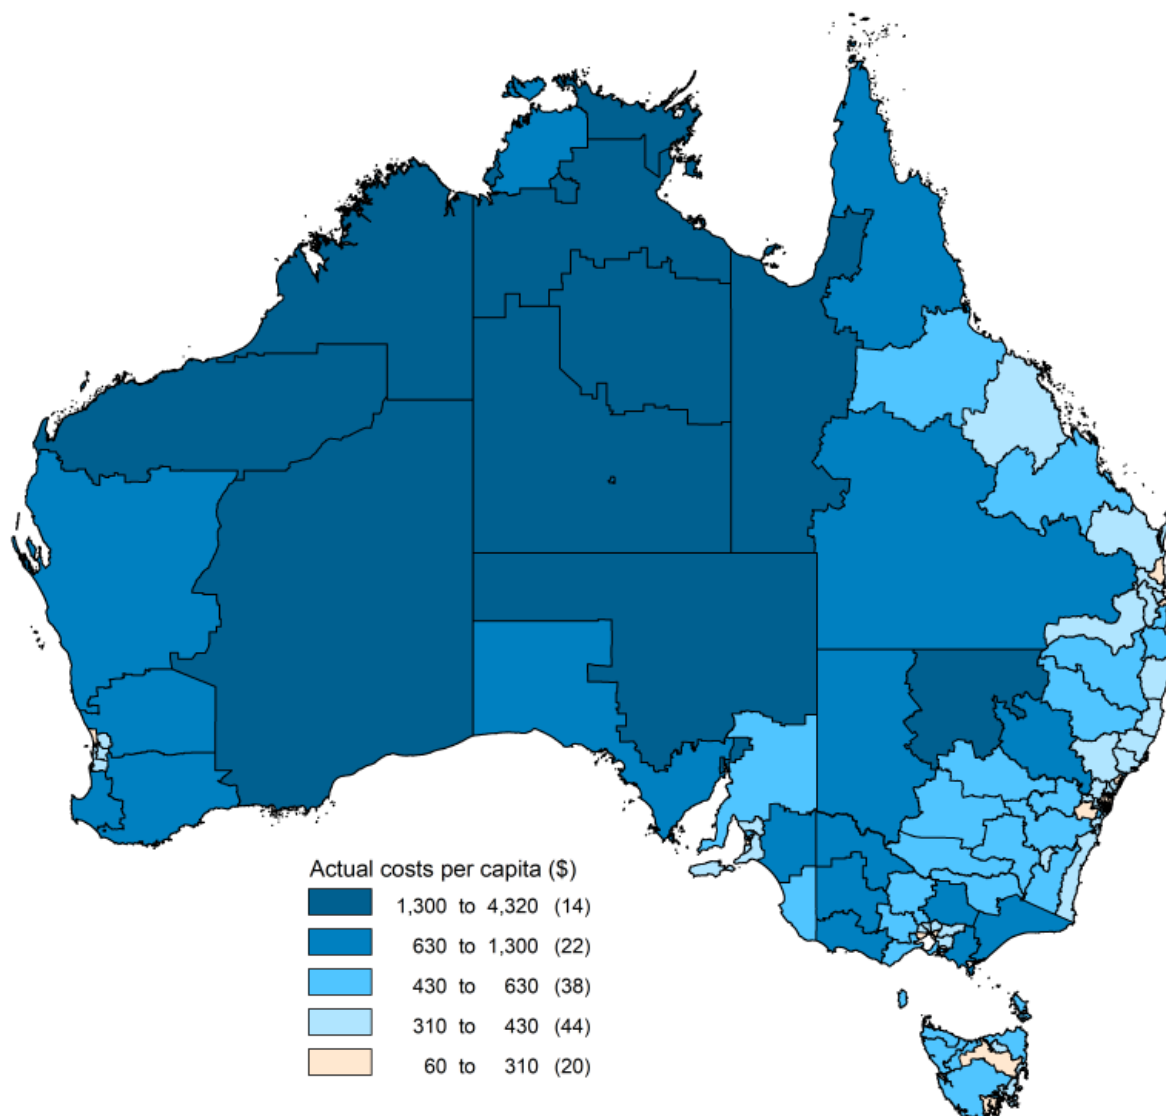 Actual costs per capita ($)
1,300 to 4,320 (14)
630 to 1,300 (22)
430 to 630 (38)
310 to 430 (44)
60 to 310 (20)